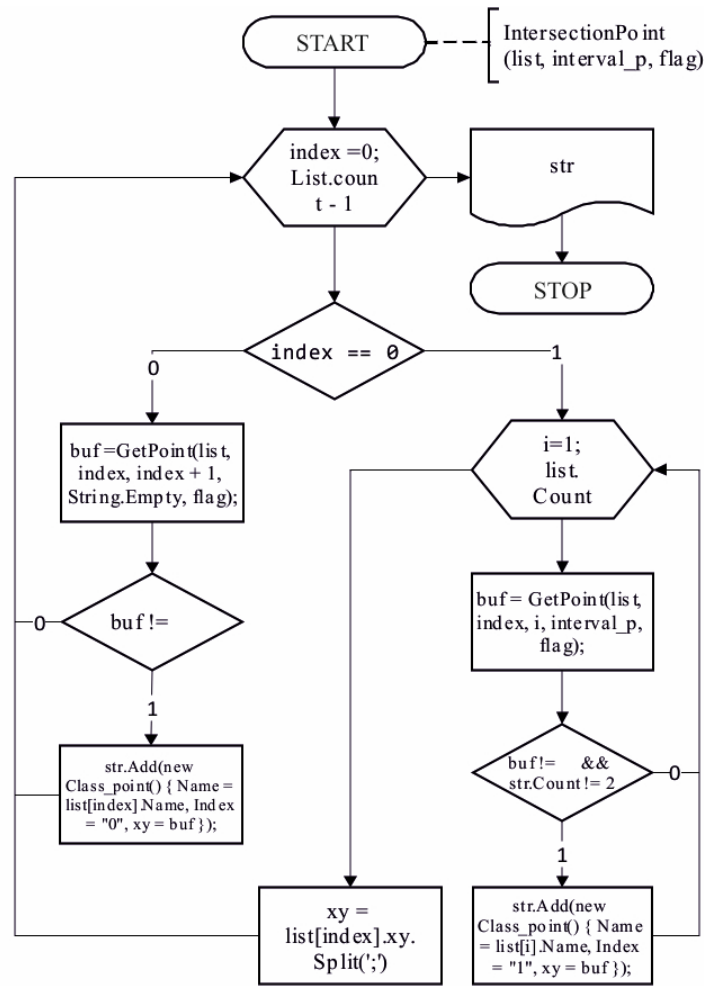 START
IntersectionPoint
(list, interval_p, flag)
index =0;
List.coun
t - 1
str
STOP
index == 0
0
1
buf =GetPoint(list,
index, index + 1,
String.Empty, flag);
i=1;
list.
Count
buf !=
0
1
buf = GetPoint(list,
index, i, interval_p,
flag);
str.Add(new
Class_point() { Name =
list[index].Name, Index
= "0", xy = buf });
buf != &&
str.Count != 2
0
1
xy =
list[index].xy.
Split(';')
str.Add(new
Class_point() { Name
= list[i].Name, Index
= "1", xy = buf });